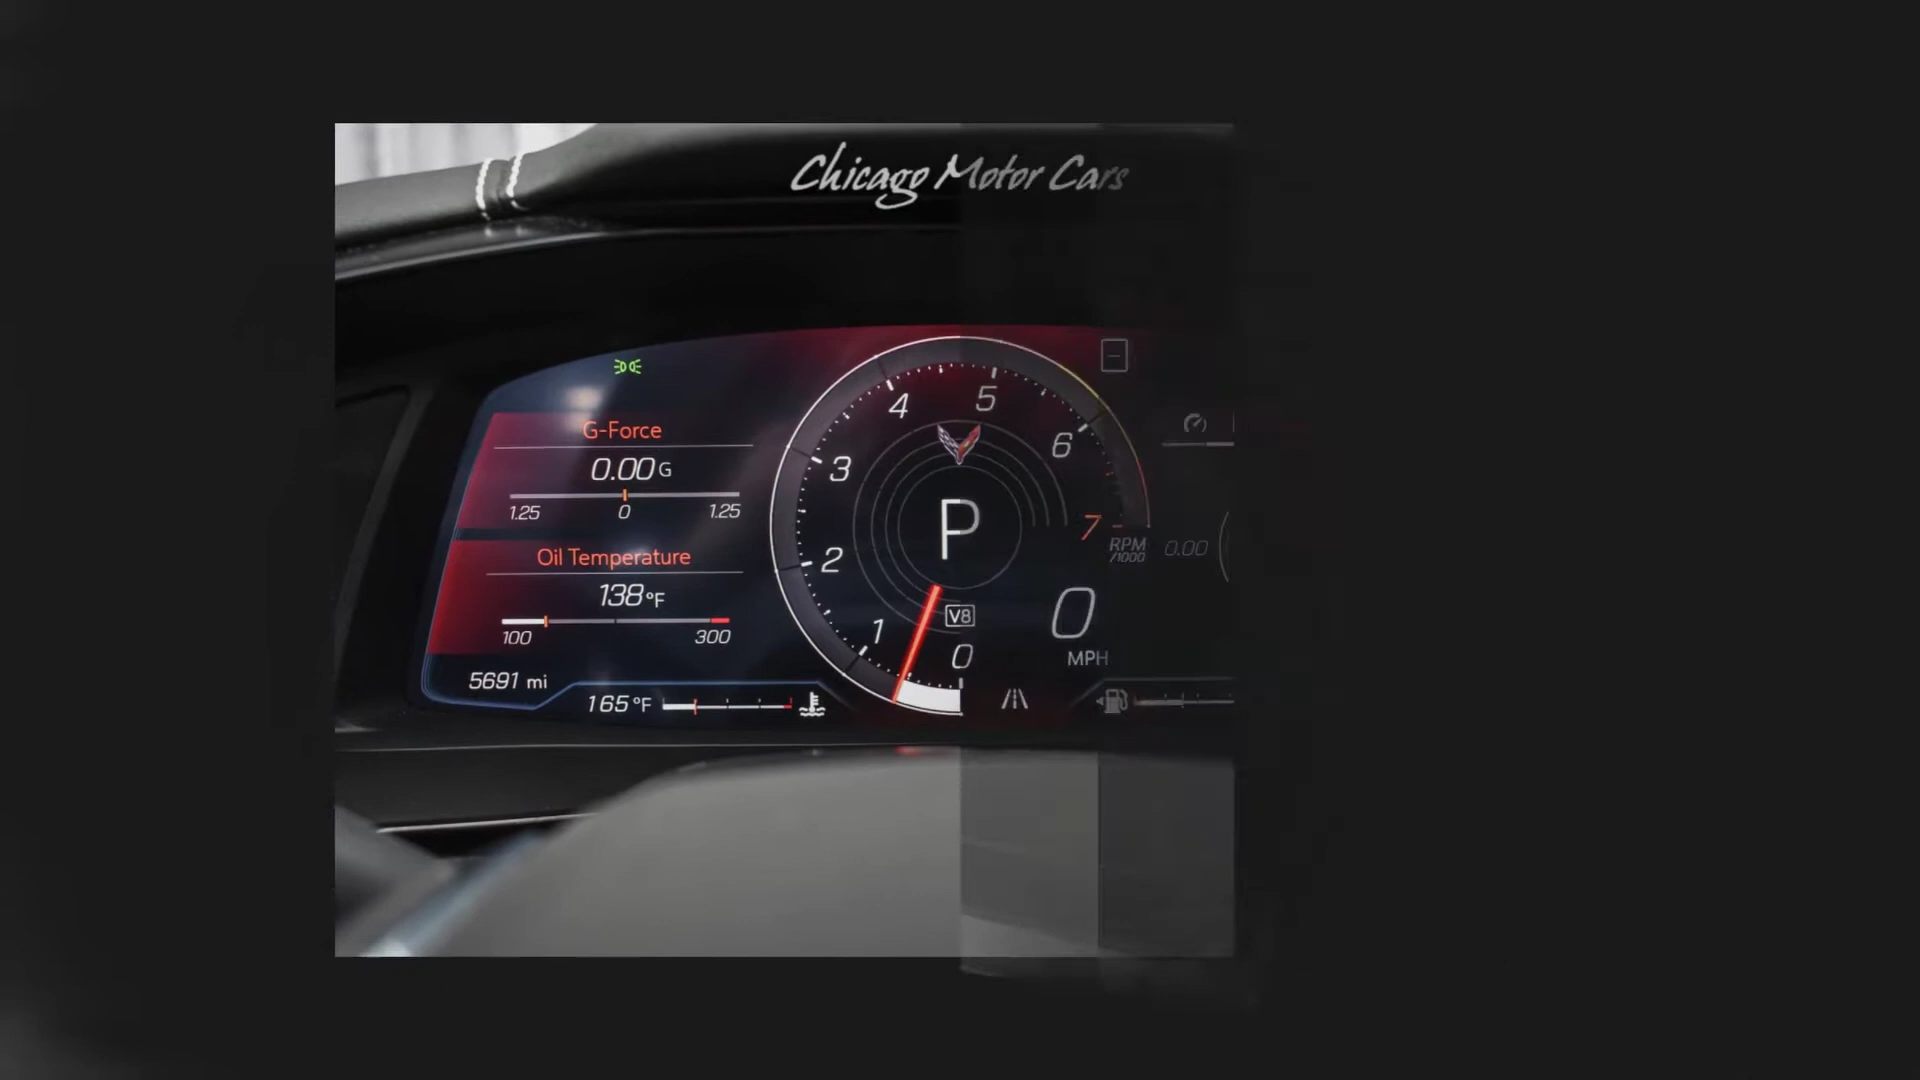 Chicago Motor Cars
G-Force
0.00 G
1.25 0 1.25
Oil Temperature
138 °F
100 300
5691 mi
165 °F
0
1
2
3
4
5
6
7
RPM
/1000
P
V8
0
MPH
0.00